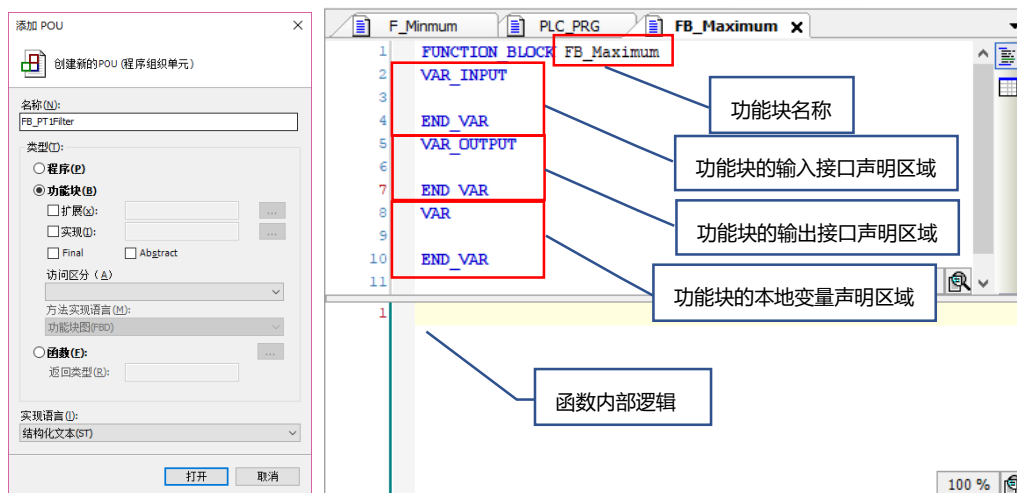 添加 POU
创建新的POU (程序组织单元)
名称(N):
FB_PT1Filter
类型(T):
程序(P)
功能块(B)
扩展(X):
...
实现(I):
...
Final
Abstract
访问区分 (A)
方法实现语言(M):
功能块图(FBD)
函数(F):
...
返回类型(R):
实现语言(I):
结构化文本(ST)
打开
取消
F_Minmum
PLC_PRG
FB_Maximum
1 FUNCTION_BLOCK FB_Maximum
2 VAR_INPUT
3
4 END_VAR
5 VAR_OUTPUT
6
7 END_VAR
8 VAR
9
10 END_VAR
11
功能块名称
功能块的输入接口声明区域
功能块的输出接口声明区域
功能块的本地变量声明区域
1
函数内部逻辑
100 %